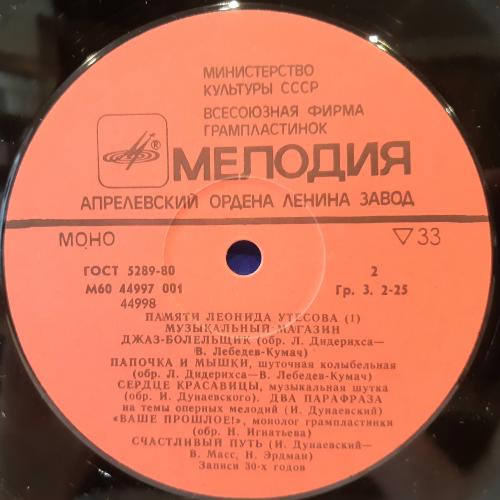 МИНИСТЕРСТВО
КУЛЬТУРЫ СССР
ВСЕСОЮЗНАЯ ФИРМА
ГРАМПЛАСТИНОК
®
МЕЛОДИЯ
АПРЕЛЕВСКИЙ ОРДЕНА ЛЕНИНА ЗАВОД
МОНО ▽33
ГОСТ 5289-80 2
М60 44997 001 Гр. 3. 2-25
44998
ПАМЯТИ ЛЕОНИДА УТЕСОВА (1)
МУЗЫКАЛЬНЫЙ МАГАЗИН
ДЖАЗ-БОЛЕЛЬЩИК (обр. Л. Дидерихса—
В. Лебедев-Кумач)
ПАПОЧКА И МЫШКИ, шуточная колыбельная
(обр. Л. Дидерихса— В. Лебедев-Кумач)
СЕРДЦЕ КРАСАВИЦЫ, музыкальная шутка
(обр. И. Дунаевского). ДВА ПАРАФРАЗА
на темы оперных мелодий (И. Дунаевский)
«ВАШЕ ПРОШЛОЕ!», монолог грампластинки
(обр. Н. Игнатьева)
СЧАСТЛИВЫЙ ПУТЬ (И. Дунаевский—
В. Масс, Н. Эрдман)
Записи 30-х годов